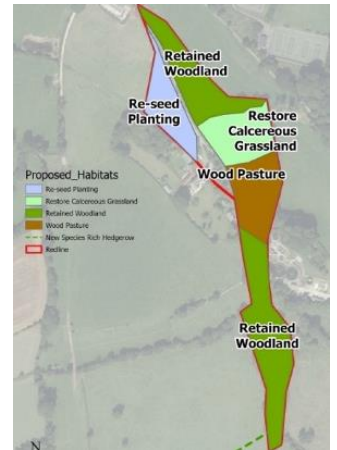 Retained
Woodland
Re-seed
Planting
Restore
Calcereous
Grassland
Wood Pasture
Proposed_Habitats
Re-seed Planting
Restore Calcereous Grassland
Retained Woodland
Wood Pasture
New Species Rich Hedgerow
Redline
Retained
Woodland
N